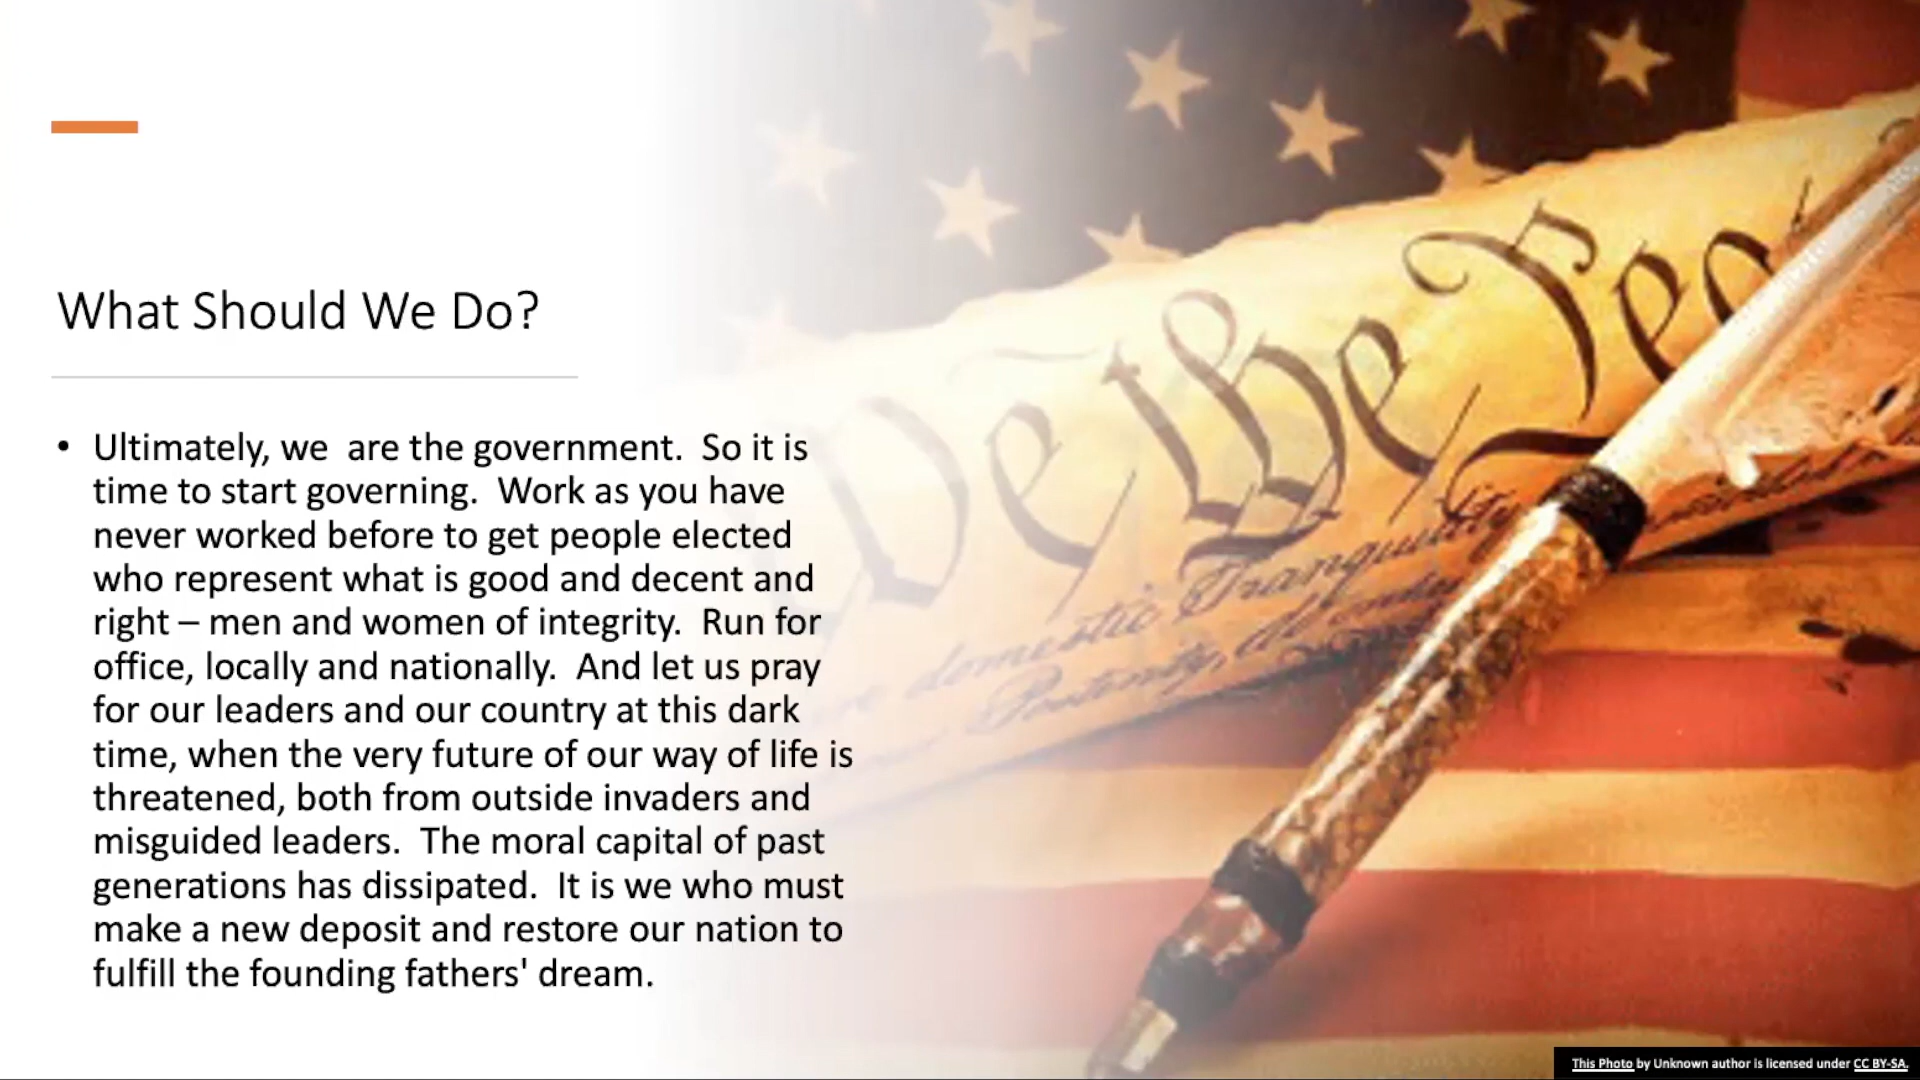 What Should We Do?
• Ultimately, we  are the government.  So it is
time to start governing.  Work as you have
never worked before to get people elected
who represent what is good and decent and
right – men and women of integrity.  Run for
office, locally and nationally.  And let us pray
for our leaders and our country at this dark
time, when the very future of our way of life is
threatened, both from outside invaders and
misguided leaders.  The moral capital of past
generations has dissipated.  It is we who must
make a new deposit and restore our nation to
fulfill the founding fathers' dream.
We the Peo
domestic Tranquility
Posterity, do
This Photo by Unknown author is licensed under CC BY-SA.